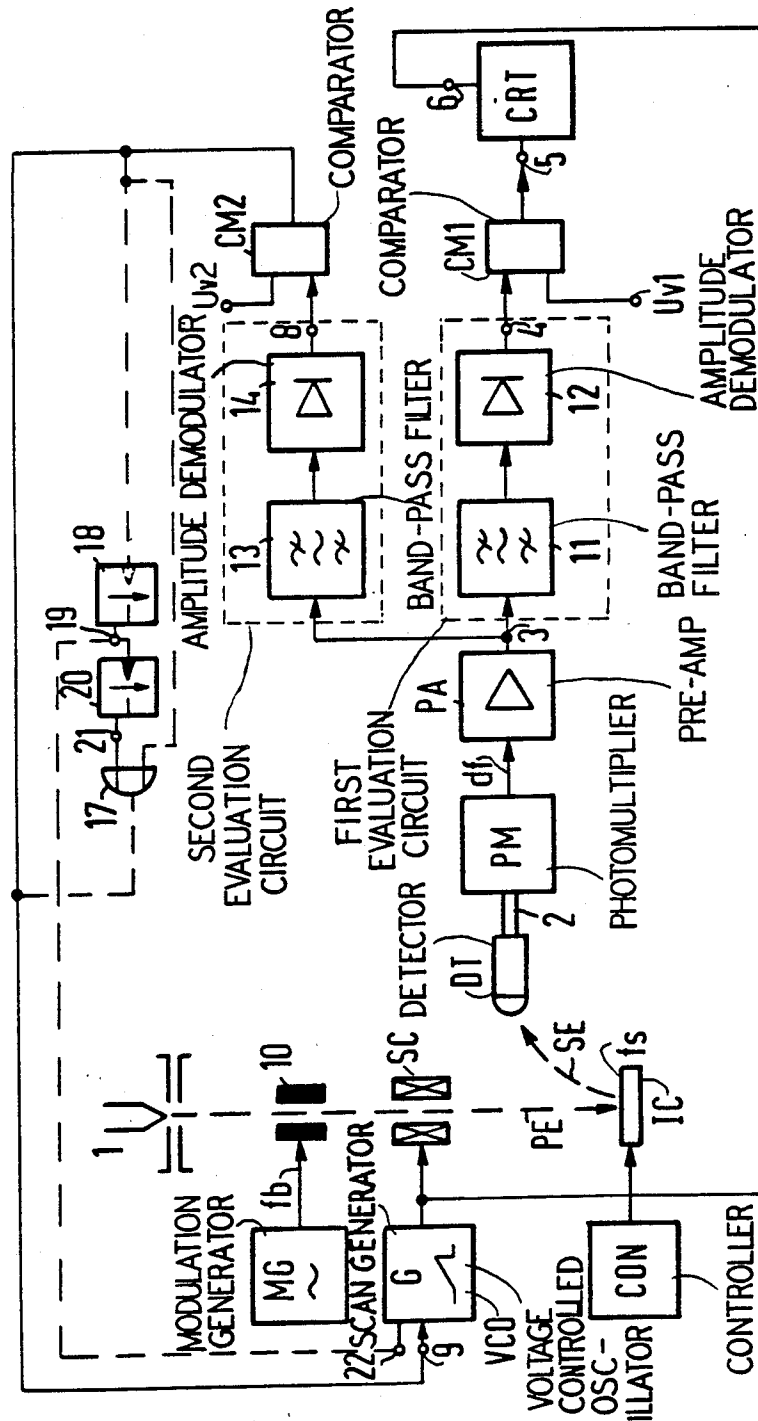 1
MODULATION
GENERATOR
MG
~
fb
10
SCAN GENERATOR
G
VCO
22
9
VOLTAGE
CONTROLLED
OSC-
ILLATOR
SC
PE
CON
CONTROLLER
fs
IC
SE
DETECTOR
DT
2
PM
PHOTOMULTIPLIER
df
PA
PRE-AMP
3
FIRST
EVALUATION
CIRCUIT
SECOND
EVALUATION
CIRCUIT
17
21
20
19
18
13
BAND-PASS FILTER
AMPLITUDE DEMODULATOR
14
8
Uv2
CM2
COMPARATOR
11
BAND-PASS
FILTER
12
AMPLITUDE
DEMODULATOR
4
Uv1
CM1
COMPARATOR
5
CRT
6